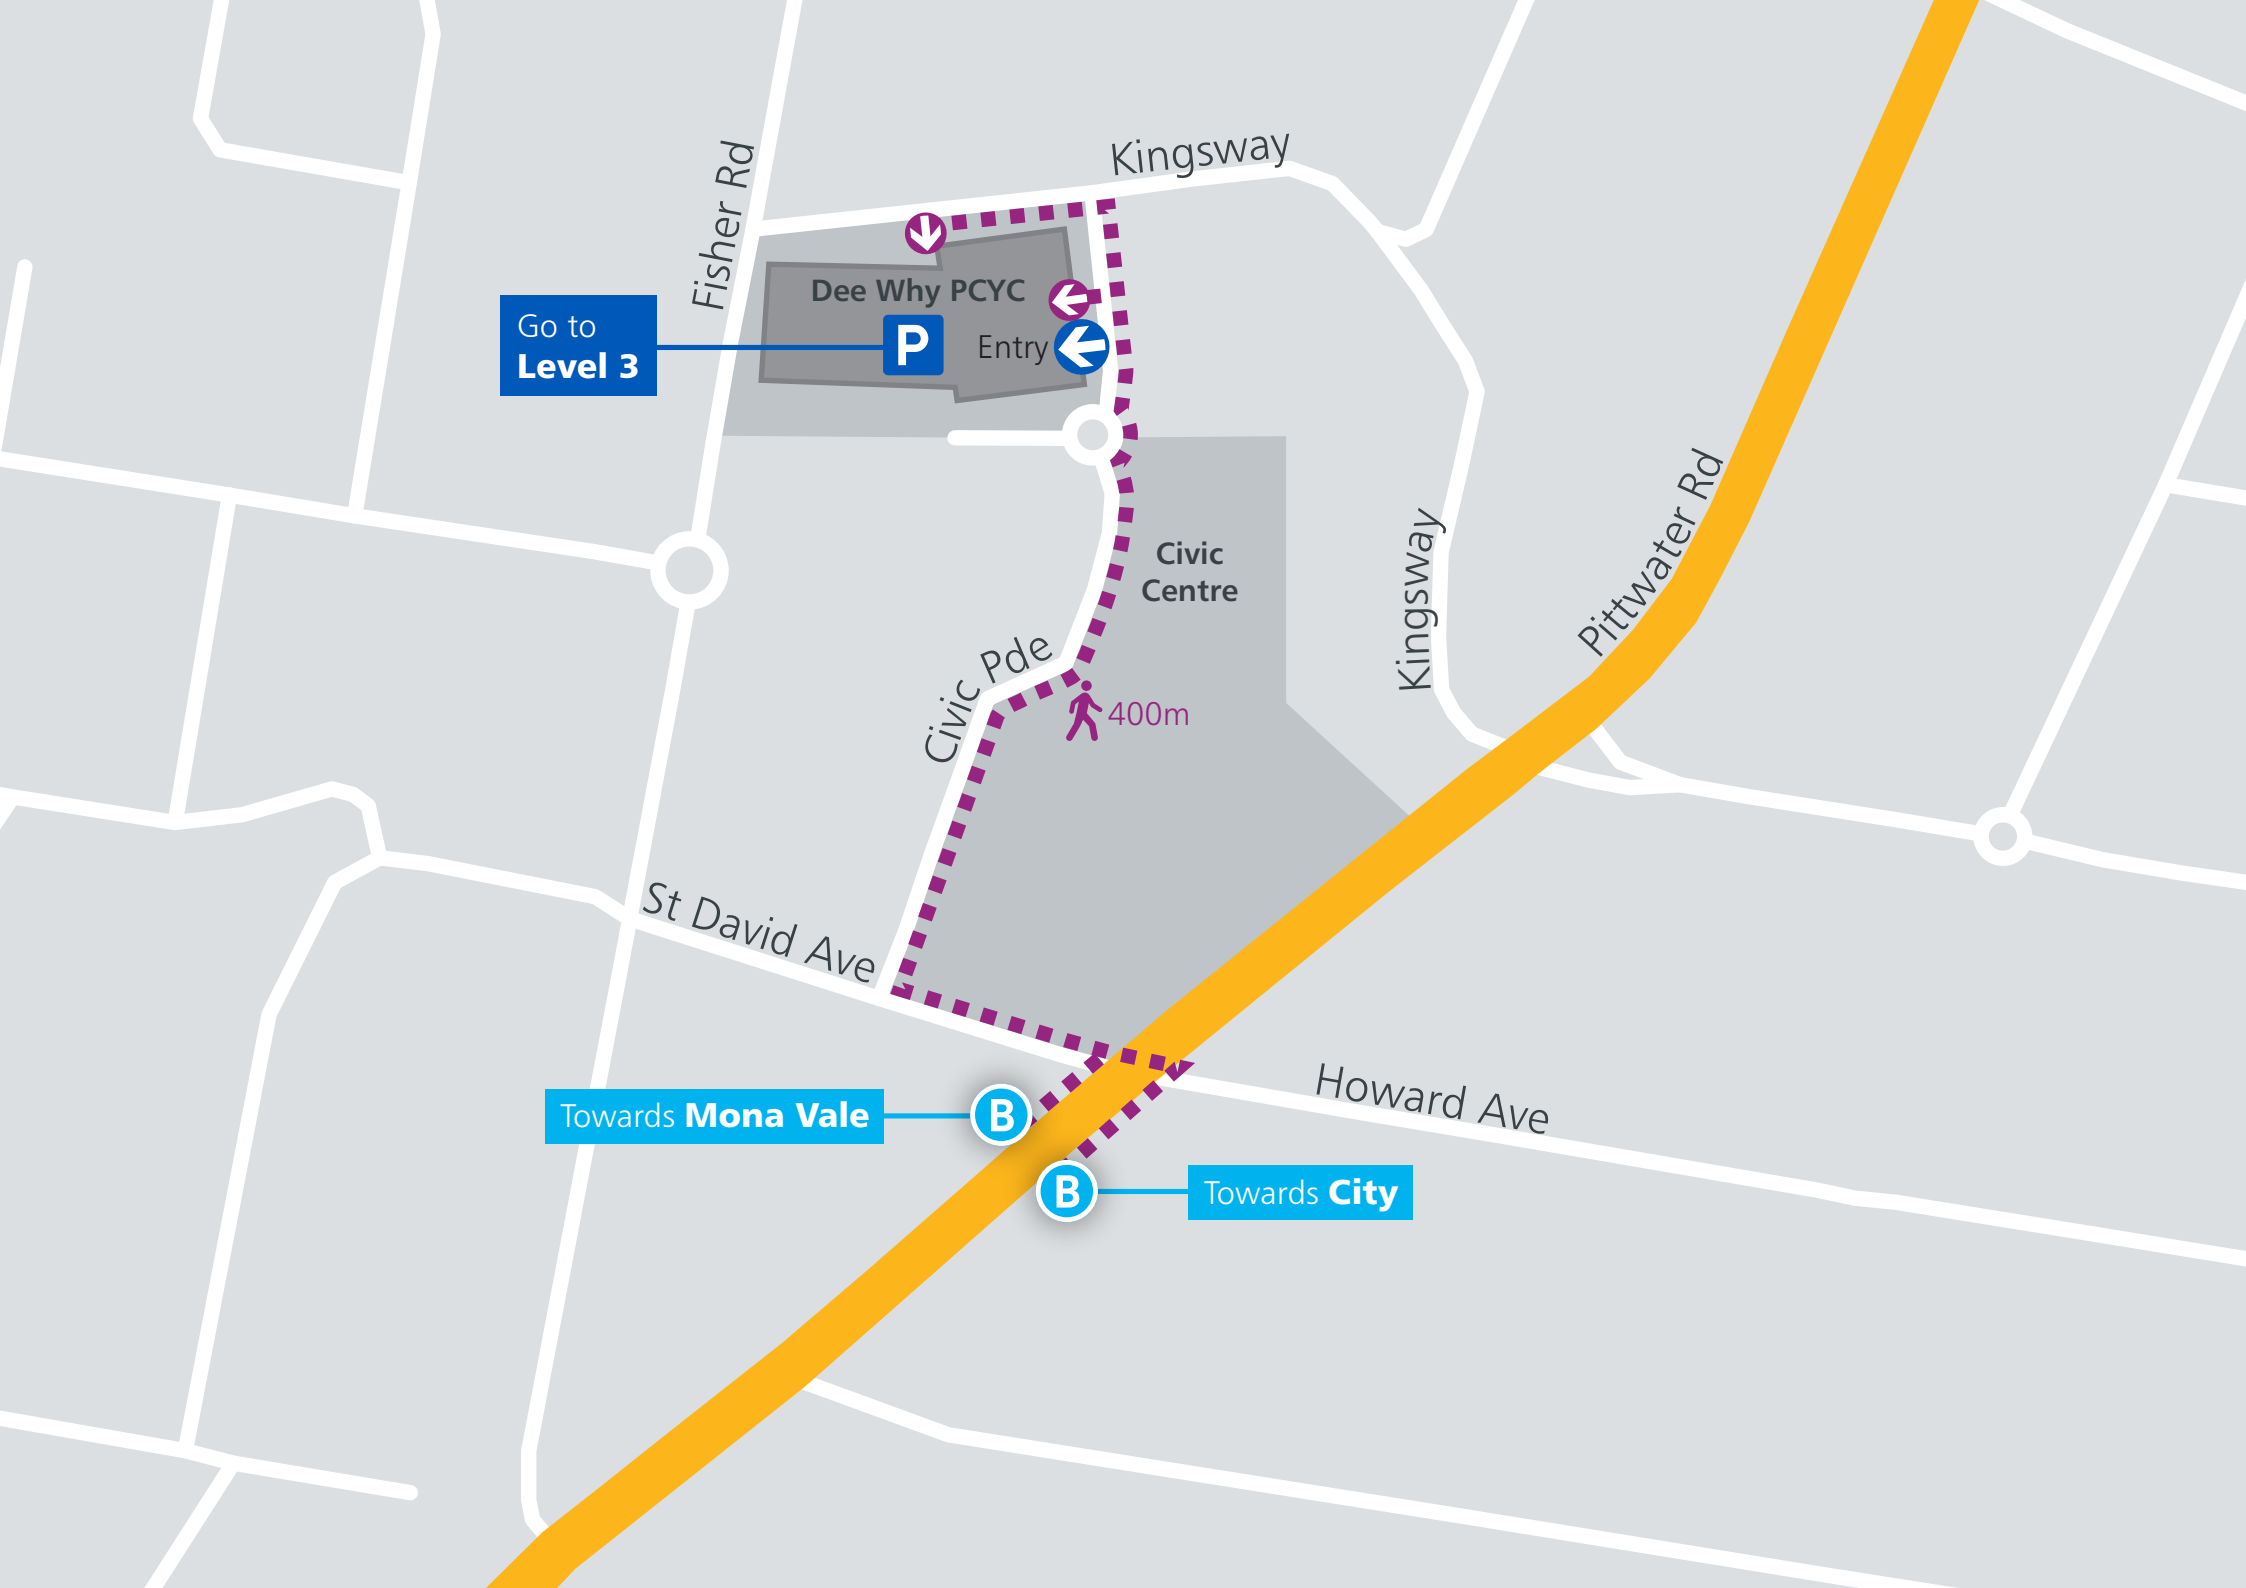 Kingsway
Fisher Rd
Dee Why PCYC
Go to
Level 3
P
Entry
Civic
Centre
Kingsway
Pittwater Rd
Civic Pde
400m
St David Ave
Howard Ave
Towards Mona Vale
B
B
Towards City